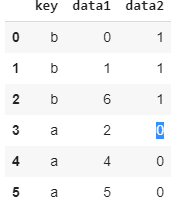 key data1 data2
0 b 0 1
1 b 1 1
2 b 6 1
3 a 2 0
4 a 4 0
5 a 5 0